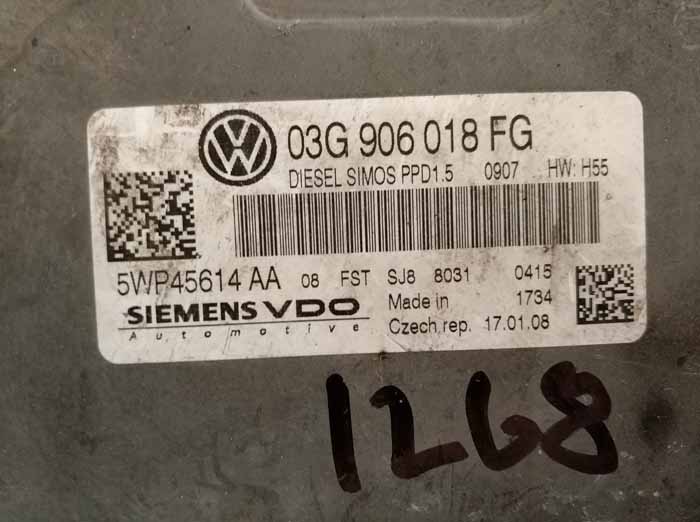 03G 906 018 FG
DIESEL SIMOS PPD1.5 0907 HW: H55
5WP45614 AA 08 FST SJ8 8031 0415
SIEMENS VDO Made in 1734
Automotive Czech rep. 17.01.08
1268